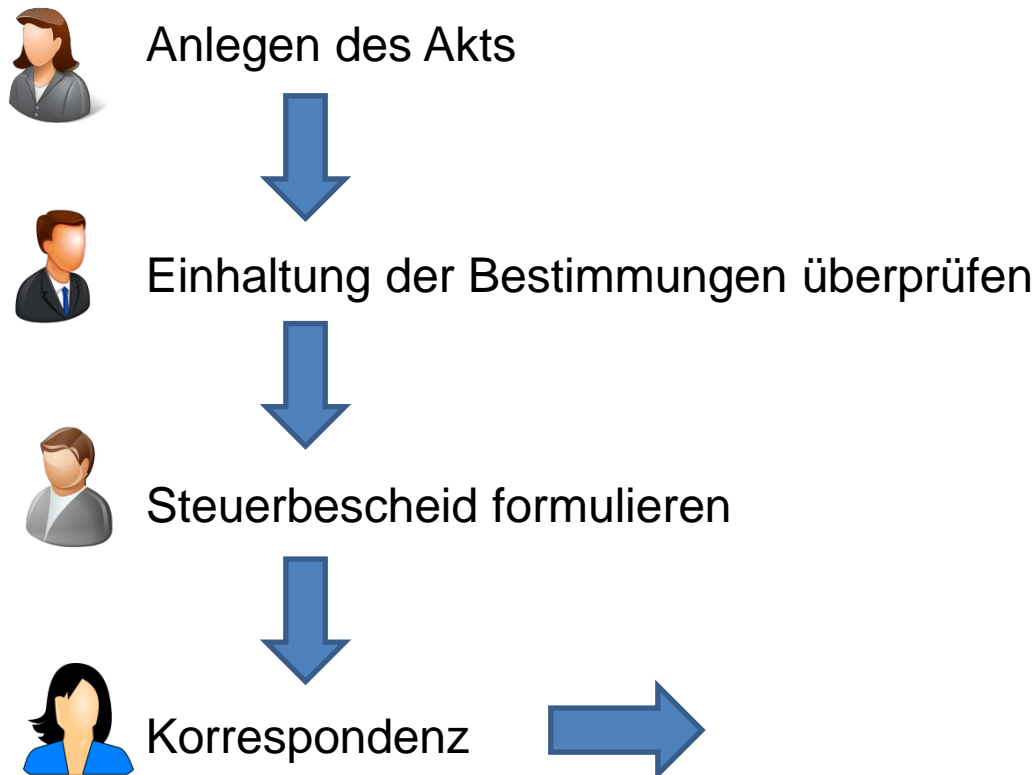 Anlegen des Akts
Einhaltung der Bestimmungen überprüfen
Steuerbescheid formulieren
Korrespondenz